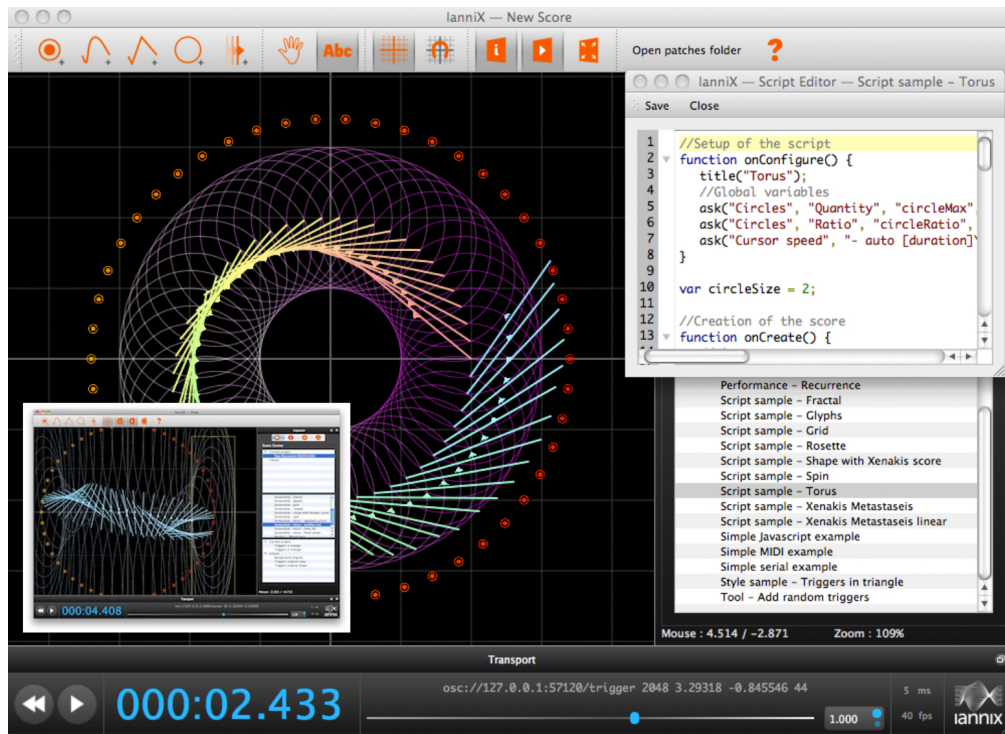 IanniX — New Score
Abc
i
Open patches folder
?
IanniX — Script Editor — Script sample – Torus
Save Close
1 //Setup of the script
2 function onConfigure() {
3 title("Torus");
4 //Global variables
5 ask("Circles", "Quantity", "circleMax",
6 ask("Circles", "Ratio", "circleRatio",
7 ask("Cursor speed", "- auto [duration]
8 }
9
10 var circleSize = 2;
11
12 //Creation of the score
13 function onCreate() {
Performance – Recurrence
Script sample – Fractal
Script sample – Glyphs
Script sample – Grid
Script sample – Rosette
Script sample – Shape with Xenakis score
Script sample – Spin
Script sample – Torus
Script sample – Xenakis Metastaseis
Script sample – Xenakis Metastaseis linear
Simple Javascript example
Simple MIDI example
Simple serial example
Style sample – Triggers in triangle
Tool – Add random triggers
Mouse : 4.514 / -2.871 Zoom : 109%
000:04.408
iannix
Transport
000:02.433
osc://127.0.0.1:57120/trigger 2048 3.29318 -0.845546 44
1.000
5 ms
40 fps
iannix